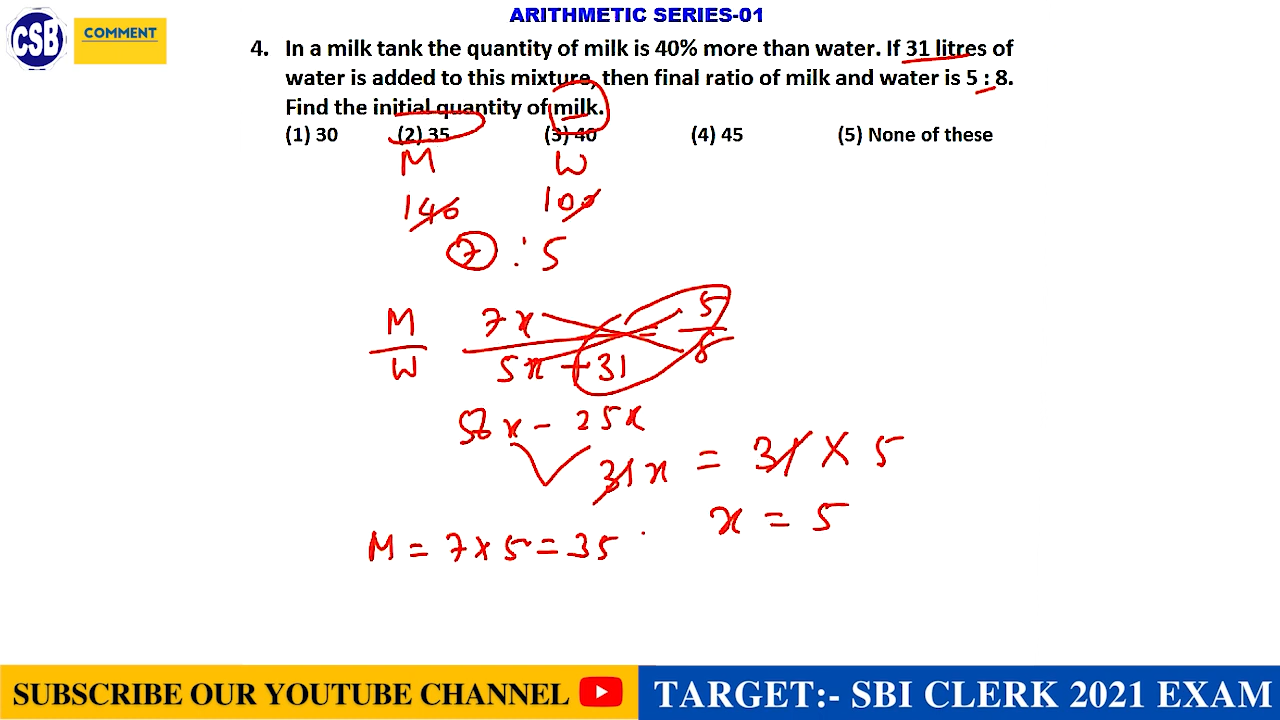 ARITHMETIC SERIES-01
CSB
COMMENT
4. In a milk tank the quantity of milk is 40% more than water. If 31 litres of
water is added to this mixture, then final ratio of milk and water is 5 : 8.
Find the initial quantity of milk.
(1) 30 (2) 35 (3) 40 (4) 45 (5) None of these
M W
140 100
7 : 5
M/W 7x/5x+31 = 5/8
56x - 25x
31x = 31 X 5
x = 5
M = 7 x 5 = 35
SUBSCRIBE OUR YOUTUBE CHANNEL
TARGET:- SBI CLERK 2021 EXAM